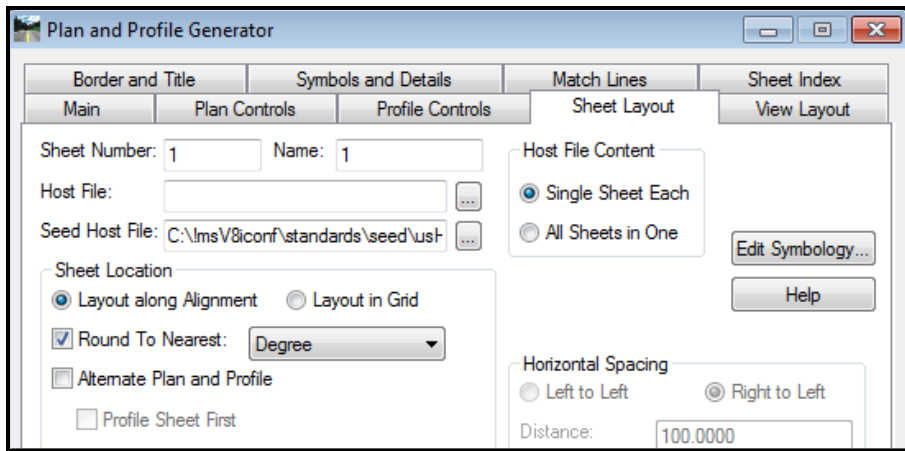 Plan and Profile Generator
Border and Title Symbols and Details Match Lines Sheet Index
Main Plan Controls Profile Controls Sheet Layout View Layout
Sheet Number: 1 Name: 1
Host File: ...
Seed Host File: C:\!msV8iconf\standards\seed\usH ...
Host File Content
Single Sheet Each
All Sheets in One
Edit Symbology...
Help
Sheet Location
Layout along Alignment Layout in Grid
Round To Nearest: Degree
Alternate Plan and Profile
Profile Sheet First
Horizontal Spacing
Left to Left Right to Left
Distance: 100.0000